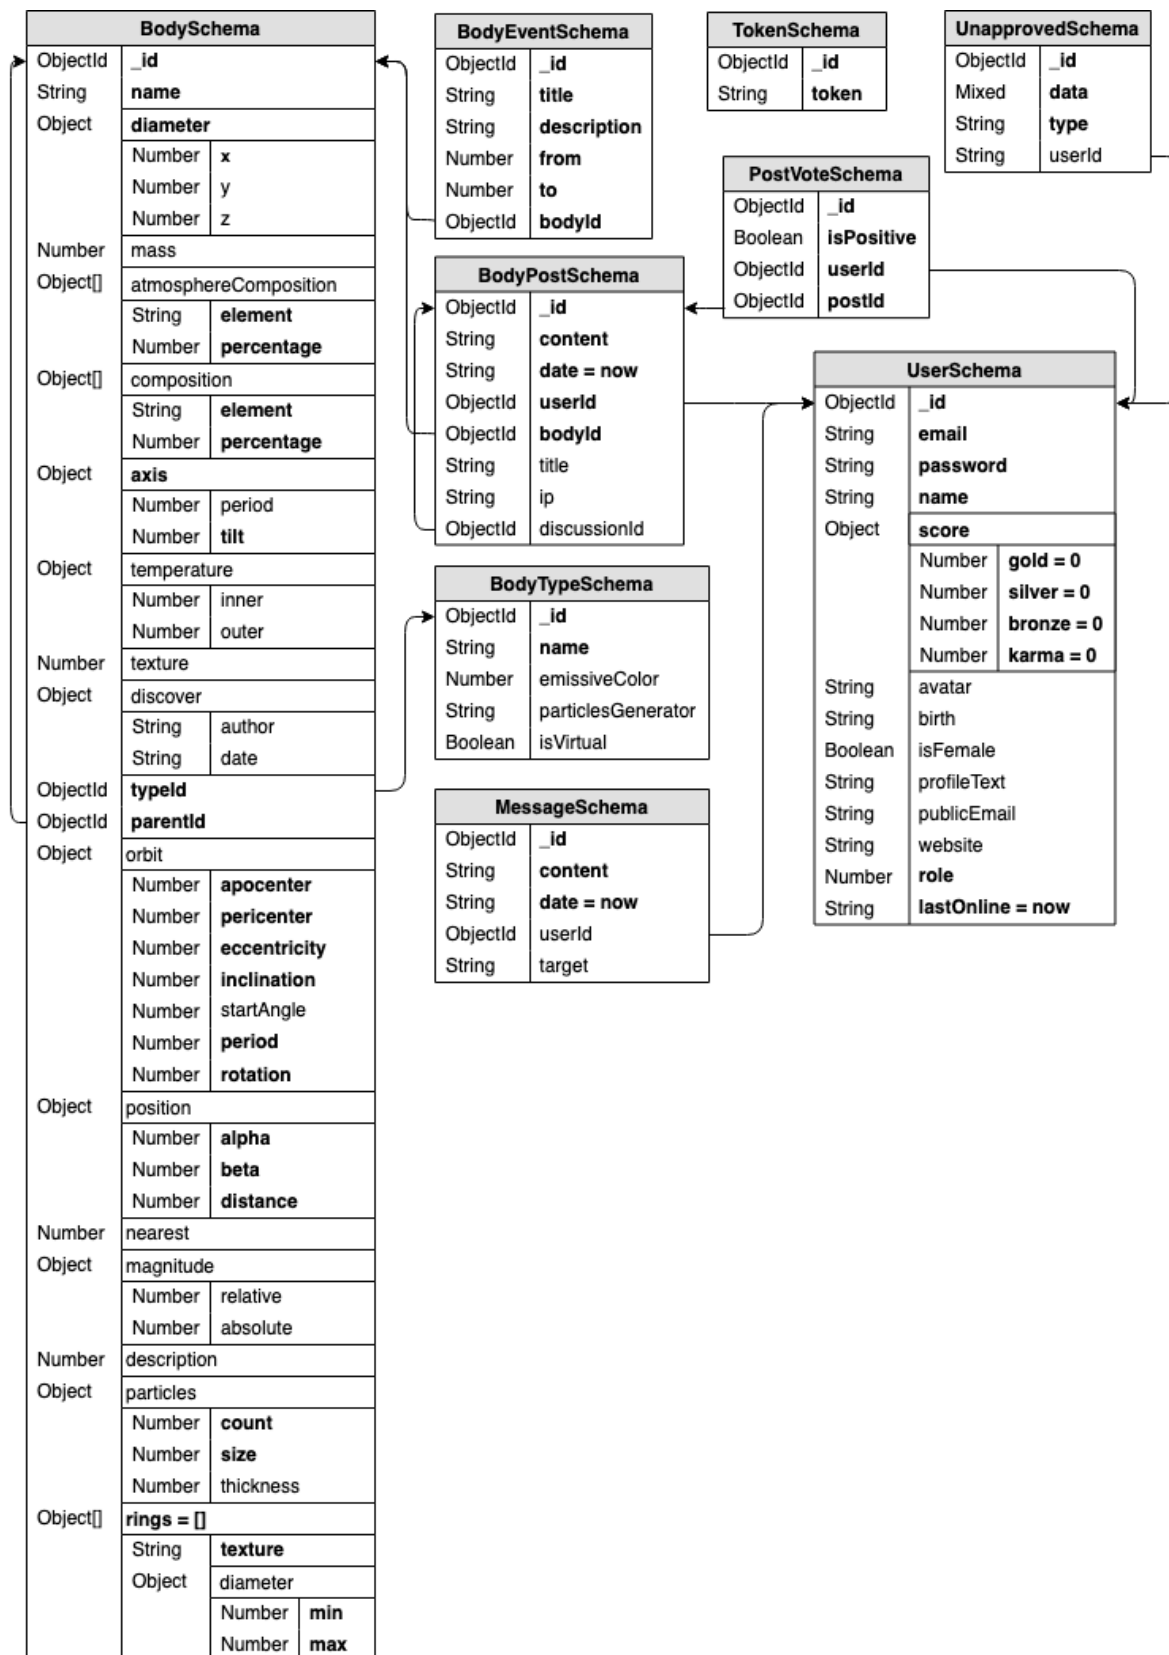 BodySchema
ObjectId _id
String name
Object diameter
Number x
Number y
Number z
Number mass
Object[] atmosphereComposition
String element
Number percentage
Object[] composition
String element
Number percentage
Object axis
Number period
Number tilt
Object temperature
Number inner
Number outer
Number texture
Object discover
String author
String date
ObjectId typeId
ObjectId parentId
Object orbit
Number apocenter
Number pericenter
Number eccentricity
Number inclination
Number startAngle
Number period
Number rotation
Object position
Number alpha
Number beta
Number distance
Number nearest
Object magnitude
Number relative
Number absolute
Number description
Object particles
Number count
Number size
Number thickness
Object[] rings = []
String texture
Object diameter
Number min
Number max
BodyEventSchema
ObjectId _id
String title
String description
Number from
Number to
ObjectId bodyId
BodyPostSchema
ObjectId _id
String content
String date = now
ObjectId userId
ObjectId bodyId
String title
String ip
ObjectId discussionId
BodyTypeSchema
ObjectId _id
String name
Number emissiveColor
String particlesGenerator
Boolean isVirtual
MessageSchema
ObjectId _id
String content
String date = now
ObjectId userId
String target
TokenSchema
ObjectId _id
String token
PostVoteSchema
ObjectId _id
Boolean isPositive
ObjectId userId
ObjectId postId
UnapprovedSchema
ObjectId _id
Mixed data
String type
String userId
UserSchema
ObjectId _id
String email
String password
String name
Object score
Number gold = 0
Number silver = 0
Number bronze = 0
Number karma = 0
String avatar
String birth
Boolean isFemale
String profileText
String publicEmail
String website
Number role
String lastOnline = now